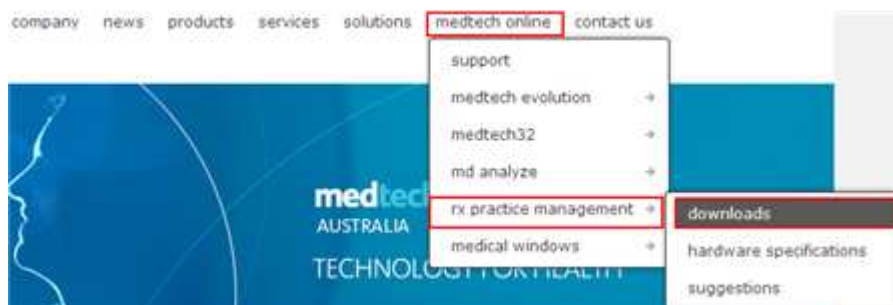 company news products services solutions medtech online contact us
support
medtech evolution
medtech32
md analyze
rx practice management
medical windows
downloads
hardware specifications
suggestions
medtec
AUSTRALIA
TECHNOLOGY FOR HEALTH